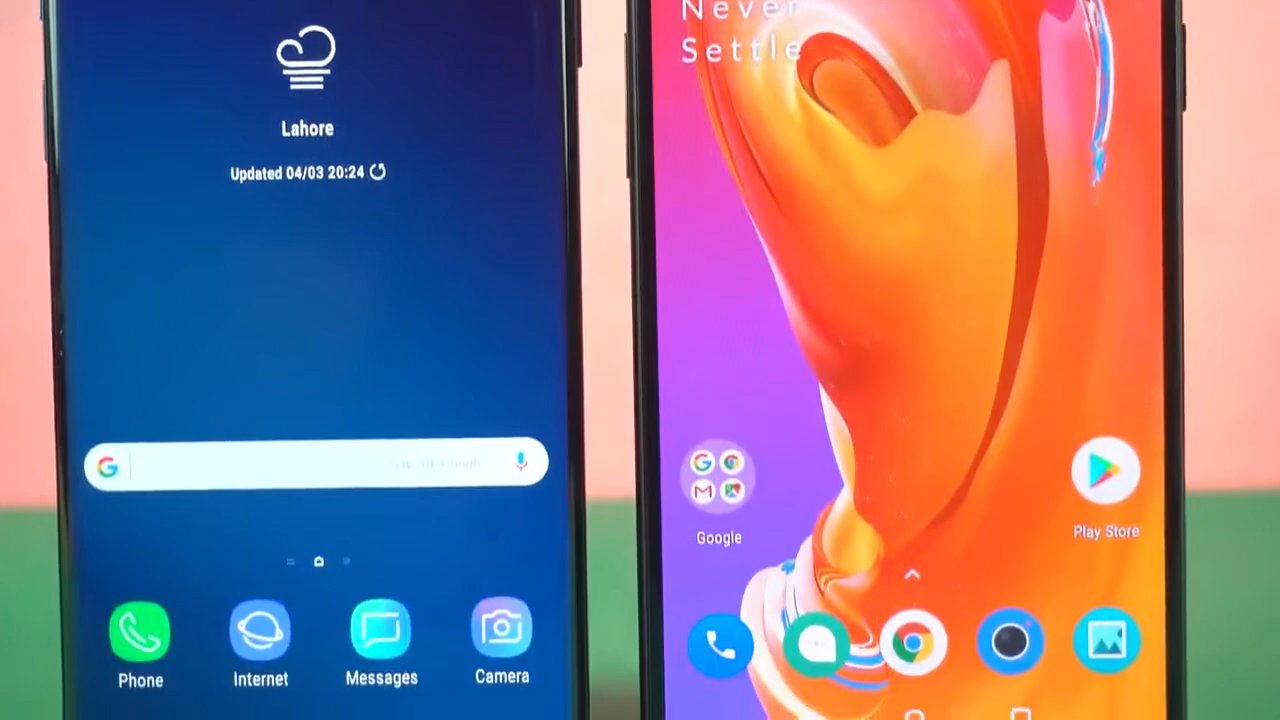 Lahore
Updated 04/03 20:24
Phone
Internet
Messages
Camera
Never
Settle
Google
Play Store